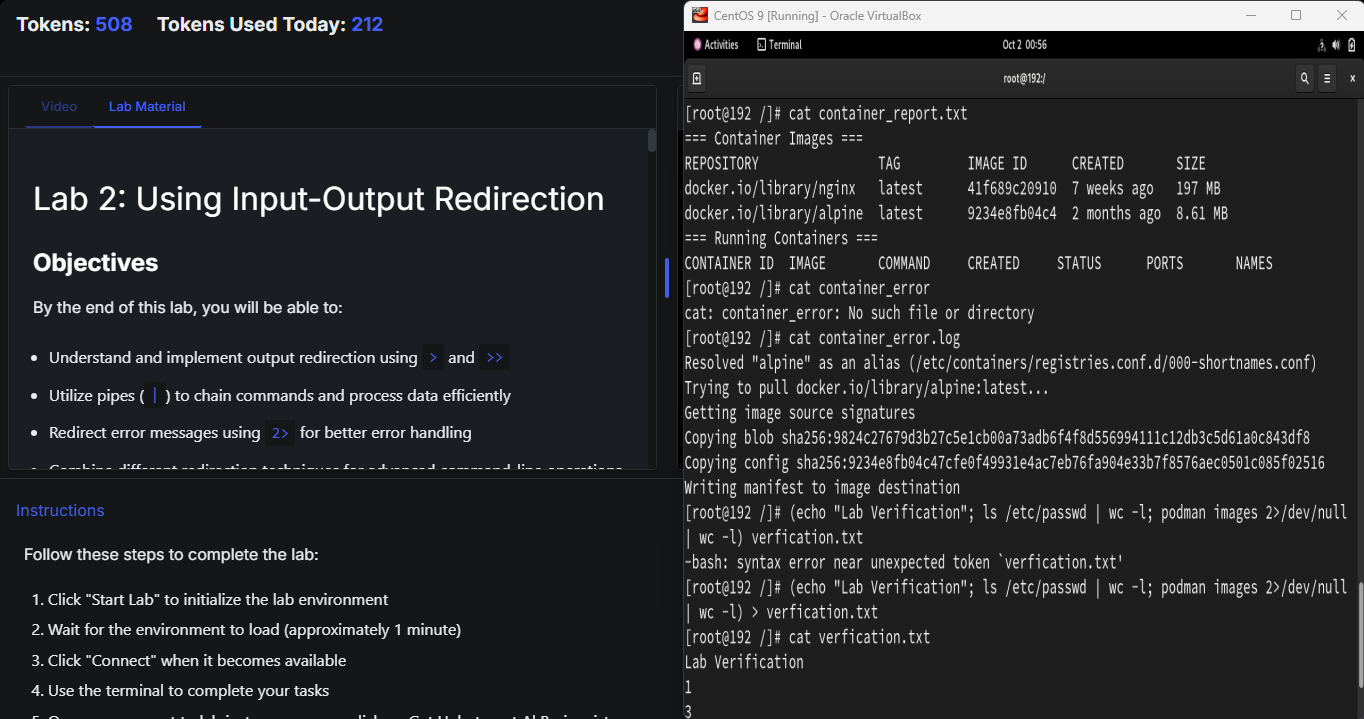 Tokens: 508 Tokens Used Today: 212
Video Lab Material
Lab 2: Using Input-Output Redirection
Objectives
By the end of this lab, you will be able to:
• Understand and implement output redirection using > and >>
• Utilize pipes ( | ) to chain commands and process data efficiently
• Redirect error messages using 2> for better error handling
• Combine different redirection techniques for advanced command-line operations
Instructions
Follow these steps to complete the lab:
1. Click "Start Lab" to initialize the lab environment
2. Wait for the environment to load (approximately 1 minute)
3. Click "Connect" when it becomes available
4. Use the terminal to complete your tasks
CentOS 9 [Running] - Oracle VirtualBox
Activities Terminal Oct 2 00:56
root@192:/
[root@192 /]# cat container_report.txt
=== Container Images ===
REPOSITORY TAG IMAGE ID CREATED SIZE
docker.io/library/nginx latest 41f689c20910 7 weeks ago 197 MB
docker.io/library/alpine latest 9234e8fb04c4 2 months ago 8.61 MB
=== Running Containers ===
CONTAINER ID IMAGE COMMAND CREATED STATUS PORTS NAMES
[root@192 /]# cat container_error
cat: container_error: No such file or directory
[root@192 /]# cat container_error.log
Resolved "alpine" as an alias (/etc/containers/registries.conf.d/000-shortnames.conf)
Trying to pull docker.io/library/alpine:latest...
Getting image source signatures
Copying blob sha256:9824c27679d3b27c5e1cb00a73adb6f4f8d556994111c12db3c5d61a0c843df8
Copying config sha256:9234e8fb04c47cfe0f49931e4ac7eb76fa904e33b7f8576aec0501c085f02516
Writing manifest to image destination
[root@192 /]# (echo "Lab Verification"; ls /etc/passwd | wc -l; podman images 2>/dev/null
| wc -l) verfication.txt
-bash: syntax error near unexpected token `verfication.txt'
[root@192 /]# (echo "Lab Verification"; ls /etc/passwd | wc -l; podman images 2>/dev/null
| wc -l) > verfication.txt
[root@192 /]# cat verfication.txt
Lab Verification
1
3